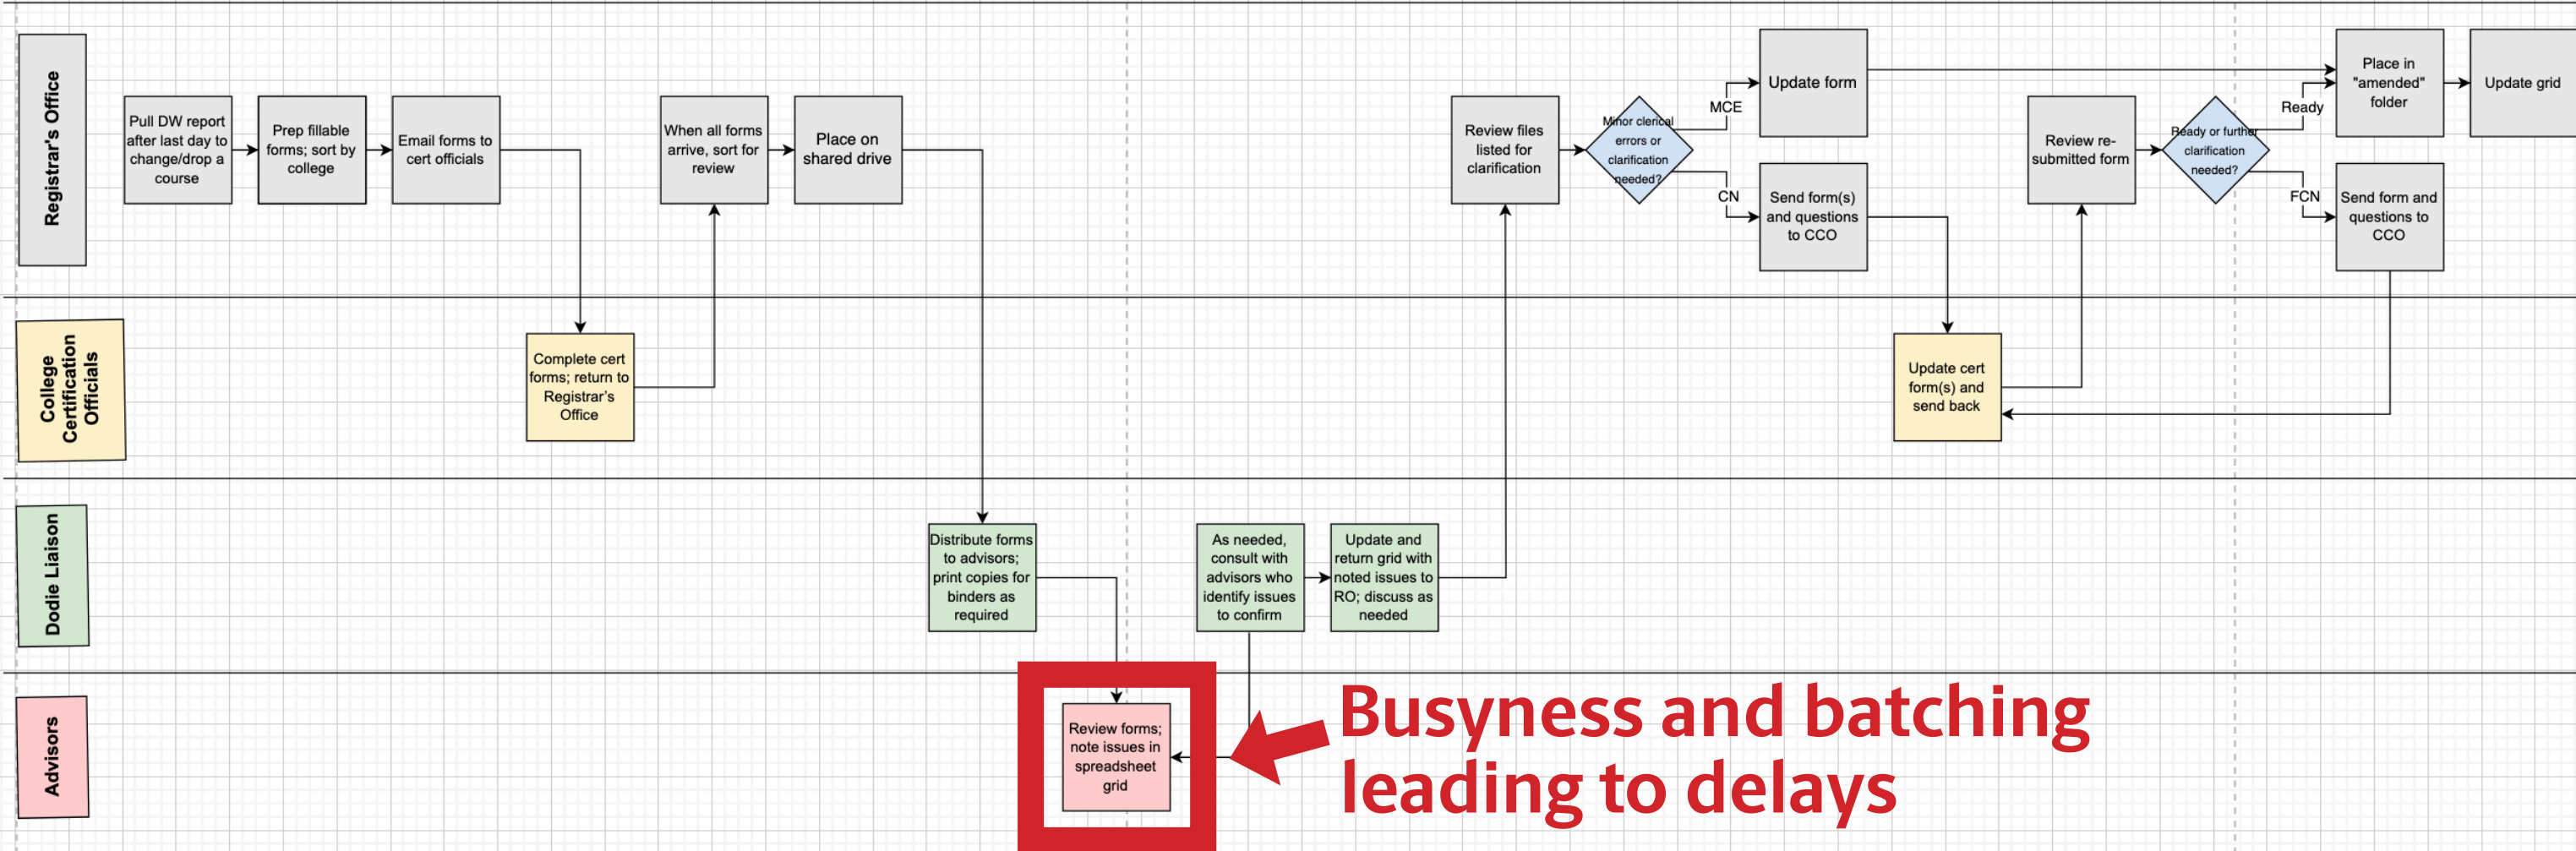 Registrar's Office
Pull DW report
after last day to
change/drop a
course
Prep fillable
forms; sort by
college
Email forms to
cert officials
When all forms
arrive, sort for
review
Place on
shared drive
Review files
listed for
clarification
Minor clerical
errors or
clarification
needed?
MCE
CN
Update form
Send form(s)
and questions
to CCO
Review re-
submitted form
Ready or further
clarification
needed?
Ready
FCN
Place in
"amended"
folder
Send form and
questions to
CCO
Update grid
College
Certification
Officials
Complete cert
forms; return to
Registrar's
Office
Update cert
form(s) and
send back
Dodie Liaison
Distribute forms
to advisors;
print copies for
binders as
required
As needed,
consult with
advisors who
identify issues
to confirm
Update and
return grid with
noted issues to
RO; discuss as
needed
Advisors
Review forms;
note issues in
spreadsheet
grid
Busyness and batching
leading to delays